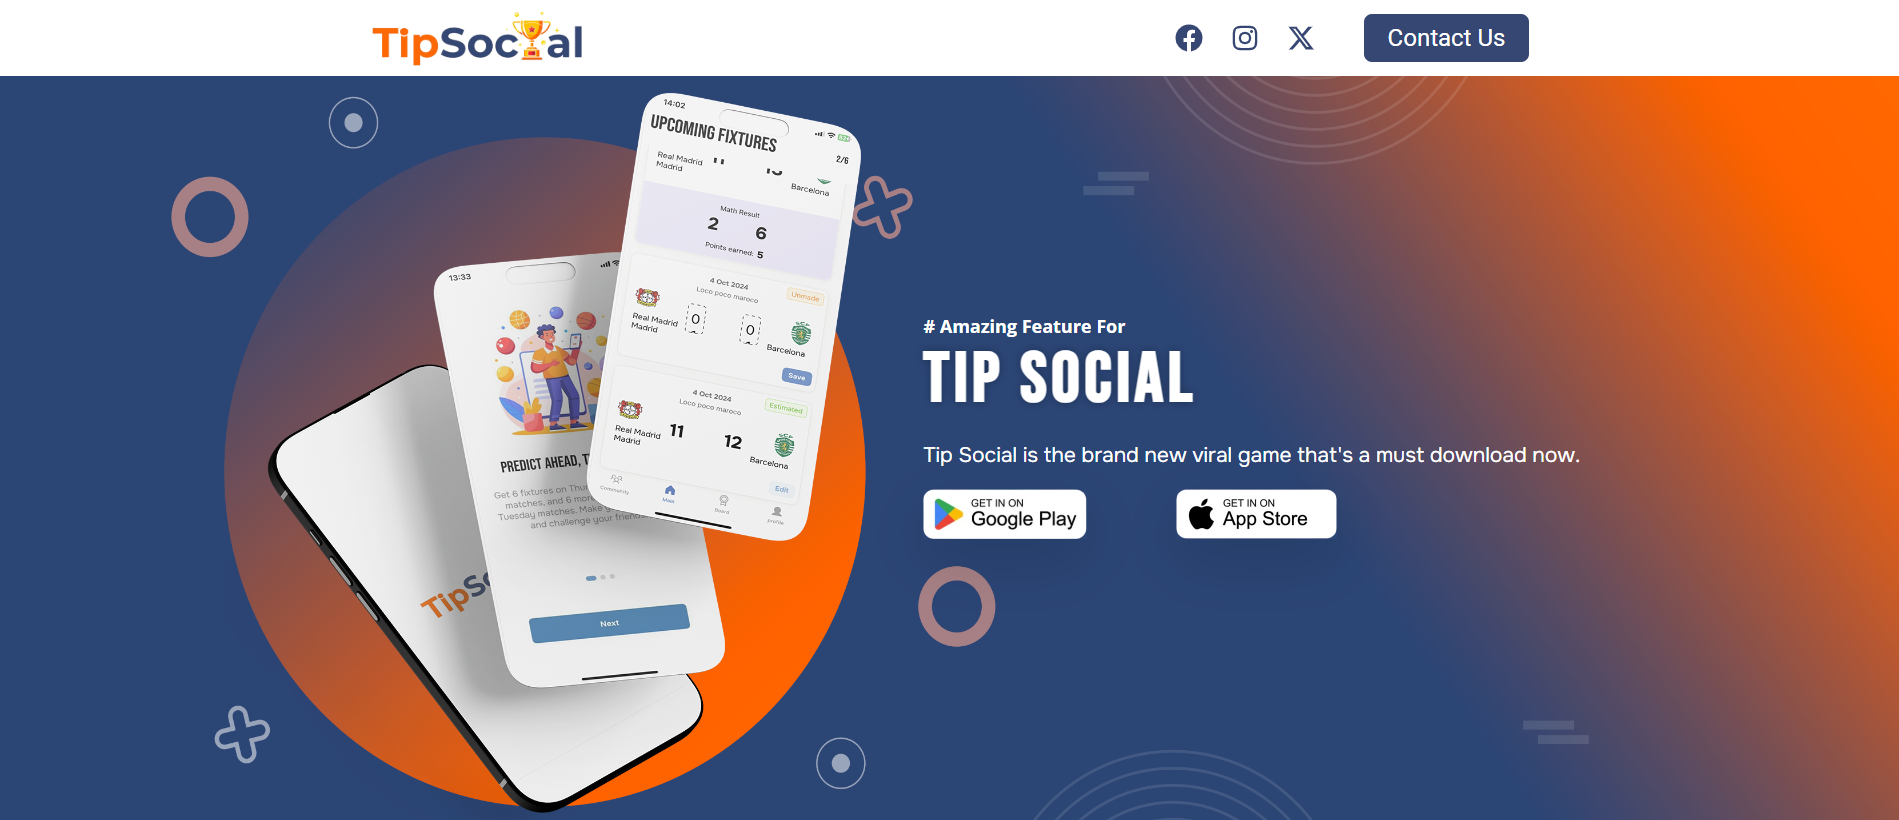 TipSocial
Contact Us
14:02
UPCOMING FIXTURES
2/6
Real Madrid
Madrid
Barcelona
Math Result
2 6
Points earned: 5
4 Oct 2024
Loco poco maroco
Unmade
Real Madrid
Madrid
0 0
Barcelona
Save
4 Oct 2024
Loco poco maroco
Estimated
Real Madrid
Madrid
11 12
Barcelona
Edit
Community
Board
Profile
13:33
PREDICT AHEAD, T
Get 6 fixtures on Thu
matches, and 6 mor
Tuesday matches. Make y
and challenge your friend
Next
TipSo
# Amazing Feature For
TIP SOCIAL
Tip Social is the brand new viral game that's a must download now.
GET IN ON
Google Play
GET IN ON
App Store